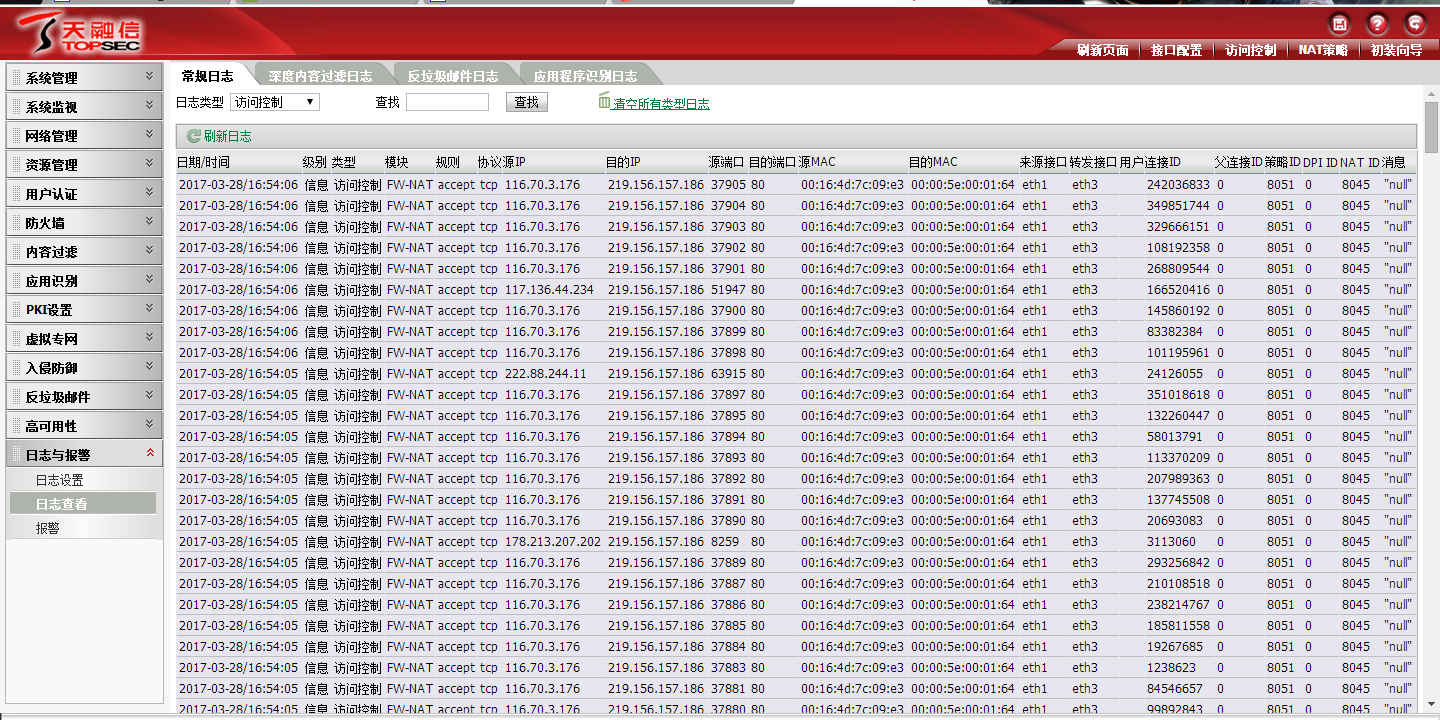 天融信
TOPSEC
刷新页面 接口配置 访问控制 NAT策略 初装向导
系统管理
系统监视
网络管理
资源管理
用户认证
防火墙
内容过滤
应用识别
PKI设置
虚拟专网
入侵防御
反垃圾邮件
高可用性
日志与报警
日志设置
日志查看
报警
常规日志 深度内容过滤日志 反垃圾邮件日志 应用程序识别日志
日志类型 访问控制 查找 查找 清空所有类型日志
刷新日志
日期/时间 级别 类型 模块 规则 协议 源IP 目的IP 源端口 目的端口 源MAC 目的MAC 来源接口 转发接口 用户 连接ID 父连接ID 策略ID DPI ID NAT ID 消息
2017-03-28/16:54:06 信息 访问控制 FW-NAT accept tcp 116.70.3.176 219.156.157.186 37905 80 00:16:4d:7c:09:e3 00:00:5e:00:01:64 eth1 eth3 242036833 0 8051 0 8045 "null"
2017-03-28/16:54:06 信息 访问控制 FW-NAT accept tcp 116.70.3.176 219.156.157.186 37904 80 00:16:4d:7c:09:e3 00:00:5e:00:01:64 eth1 eth3 349851744 0 8051 0 8045 "null"
2017-03-28/16:54:06 信息 访问控制 FW-NAT accept tcp 116.70.3.176 219.156.157.186 37903 80 00:16:4d:7c:09:e3 00:00:5e:00:01:64 eth1 eth3 329666151 0 8051 0 8045 "null"
2017-03-28/16:54:06 信息 访问控制 FW-NAT accept tcp 116.70.3.176 219.156.157.186 37902 80 00:16:4d:7c:09:e3 00:00:5e:00:01:64 eth1 eth3 108192358 0 8051 0 8045 "null"
2017-03-28/16:54:06 信息 访问控制 FW-NAT accept tcp 116.70.3.176 219.156.157.186 37901 80 00:16:4d:7c:09:e3 00:00:5e:00:01:64 eth1 eth3 268809544 0 8051 0 8045 "null"
2017-03-28/16:54:06 信息 访问控制 FW-NAT accept tcp 117.136.44.234 219.156.157.186 51947 80 00:16:4d:7c:09:e3 00:00:5e:00:01:64 eth1 eth3 166520416 0 8051 0 8045 "null"
2017-03-28/16:54:06 信息 访问控制 FW-NAT accept tcp 116.70.3.176 219.156.157.186 37900 80 00:16:4d:7c:09:e3 00:00:5e:00:01:64 eth1 eth3 145860192 0 8051 0 8045 "null"
2017-03-28/16:54:06 信息 访问控制 FW-NAT accept tcp 116.70.3.176 219.156.157.186 37899 80 00:16:4d:7c:09:e3 00:00:5e:00:01:64 eth1 eth3 83382384 0 8051 0 8045 "null"
2017-03-28/16:54:06 信息 访问控制 FW-NAT accept tcp 116.70.3.176 219.156.157.186 37898 80 00:16:4d:7c:09:e3 00:00:5e:00:01:64 eth1 eth3 101195961 0 8051 0 8045 "null"
2017-03-28/16:54:05 信息 访问控制 FW-NAT accept tcp 222.88.244.11 219.156.157.186 63915 80 00:16:4d:7c:09:e3 00:00:5e:00:01:64 eth1 eth3 24126055 0 8051 0 8045 "null"
2017-03-28/16:54:05 信息 访问控制 FW-NAT accept tcp 116.70.3.176 219.156.157.186 37897 80 00:16:4d:7c:09:e3 00:00:5e:00:01:64 eth1 eth3 351018618 0 8051 0 8045 "null"
2017-03-28/16:54:05 信息 访问控制 FW-NAT accept tcp 116.70.3.176 219.156.157.186 37895 80 00:16:4d:7c:09:e3 00:00:5e:00:01:64 eth1 eth3 132260447 0 8051 0 8045 "null"
2017-03-28/16:54:05 信息 访问控制 FW-NAT accept tcp 116.70.3.176 219.156.157.186 37894 80 00:16:4d:7c:09:e3 00:00:5e:00:01:64 eth1 eth3 58013791 0 8051 0 8045 "null"
2017-03-28/16:54:05 信息 访问控制 FW-NAT accept tcp 116.70.3.176 219.156.157.186 37893 80 00:16:4d:7c:09:e3 00:00:5e:00:01:64 eth1 eth3 113370209 0 8051 0 8045 "null"
2017-03-28/16:54:05 信息 访问控制 FW-NAT accept tcp 116.70.3.176 219.156.157.186 37892 80 00:16:4d:7c:09:e3 00:00:5e:00:01:64 eth1 eth3 207989363 0 8051 0 8045 "null"
2017-03-28/16:54:05 信息 访问控制 FW-NAT accept tcp 116.70.3.176 219.156.157.186 37891 80 00:16:4d:7c:09:e3 00:00:5e:00:01:64 eth1 eth3 137745508 0 8051 0 8045 "null"
2017-03-28/16:54:05 信息 访问控制 FW-NAT accept tcp 116.70.3.176 219.156.157.186 37890 80 00:16:4d:7c:09:e3 00:00:5e:00:01:64 eth1 eth3 20693083 0 8051 0 8045 "null"
2017-03-28/16:54:05 信息 访问控制 FW-NAT accept tcp 178.213.207.202 219.156.157.186 8259 80 00:16:4d:7c:09:e3 00:00:5e:00:01:64 eth1 eth3 3113060 0 8051 0 8045 "null"
2017-03-28/16:54:05 信息 访问控制 FW-NAT accept tcp 116.70.3.176 219.156.157.186 37889 80 00:16:4d:7c:09:e3 00:00:5e:00:01:64 eth1 eth3 293256842 0 8051 0 8045 "null"
2017-03-28/16:54:05 信息 访问控制 FW-NAT accept tcp 116.70.3.176 219.156.157.186 37887 80 00:16:4d:7c:09:e3 00:00:5e:00:01:64 eth1 eth3 210108518 0 8051 0 8045 "null"
2017-03-28/16:54:05 信息 访问控制 FW-NAT accept tcp 116.70.3.176 219.156.157.186 37886 80 00:16:4d:7c:09:e3 00:00:5e:00:01:64 eth1 eth3 238214767 0 8051 0 8045 "null"
2017-03-28/16:54:05 信息 访问控制 FW-NAT accept tcp 116.70.3.176 219.156.157.186 37885 80 00:16:4d:7c:09:e3 00:00:5e:00:01:64 eth1 eth3 185811558 0 8051 0 8045 "null"
2017-03-28/16:54:05 信息 访问控制 FW-NAT accept tcp 116.70.3.176 219.156.157.186 37884 80 00:16:4d:7c:09:e3 00:00:5e:00:01:64 eth1 eth3 19267685 0 8051 0 8045 "null"
2017-03-28/16:54:05 信息 访问控制 FW-NAT accept tcp 116.70.3.176 219.156.157.186 37883 80 00:16:4d:7c:09:e3 00:00:5e:00:01:64 eth1 eth3 1238623 0 8051 0 8045 "null"
2017-03-28/16:54:05 信息 访问控制 FW-NAT accept tcp 116.70.3.176 219.156.157.186 37881 80 00:16:4d:7c:09:e3 00:00:5e:00:01:64 eth1 eth3 84546657 0 8051 0 8045 "null"
2017-03-28/16:54:05 信息 访问控制 FW-NAT accept tcp 116.70.3.176 219.156.157.186 37880 80 00:16:4d:7c:09:e3 00:00:5e:00:01:64 eth1 eth3 99892843 0 8051 0 8045 "null"